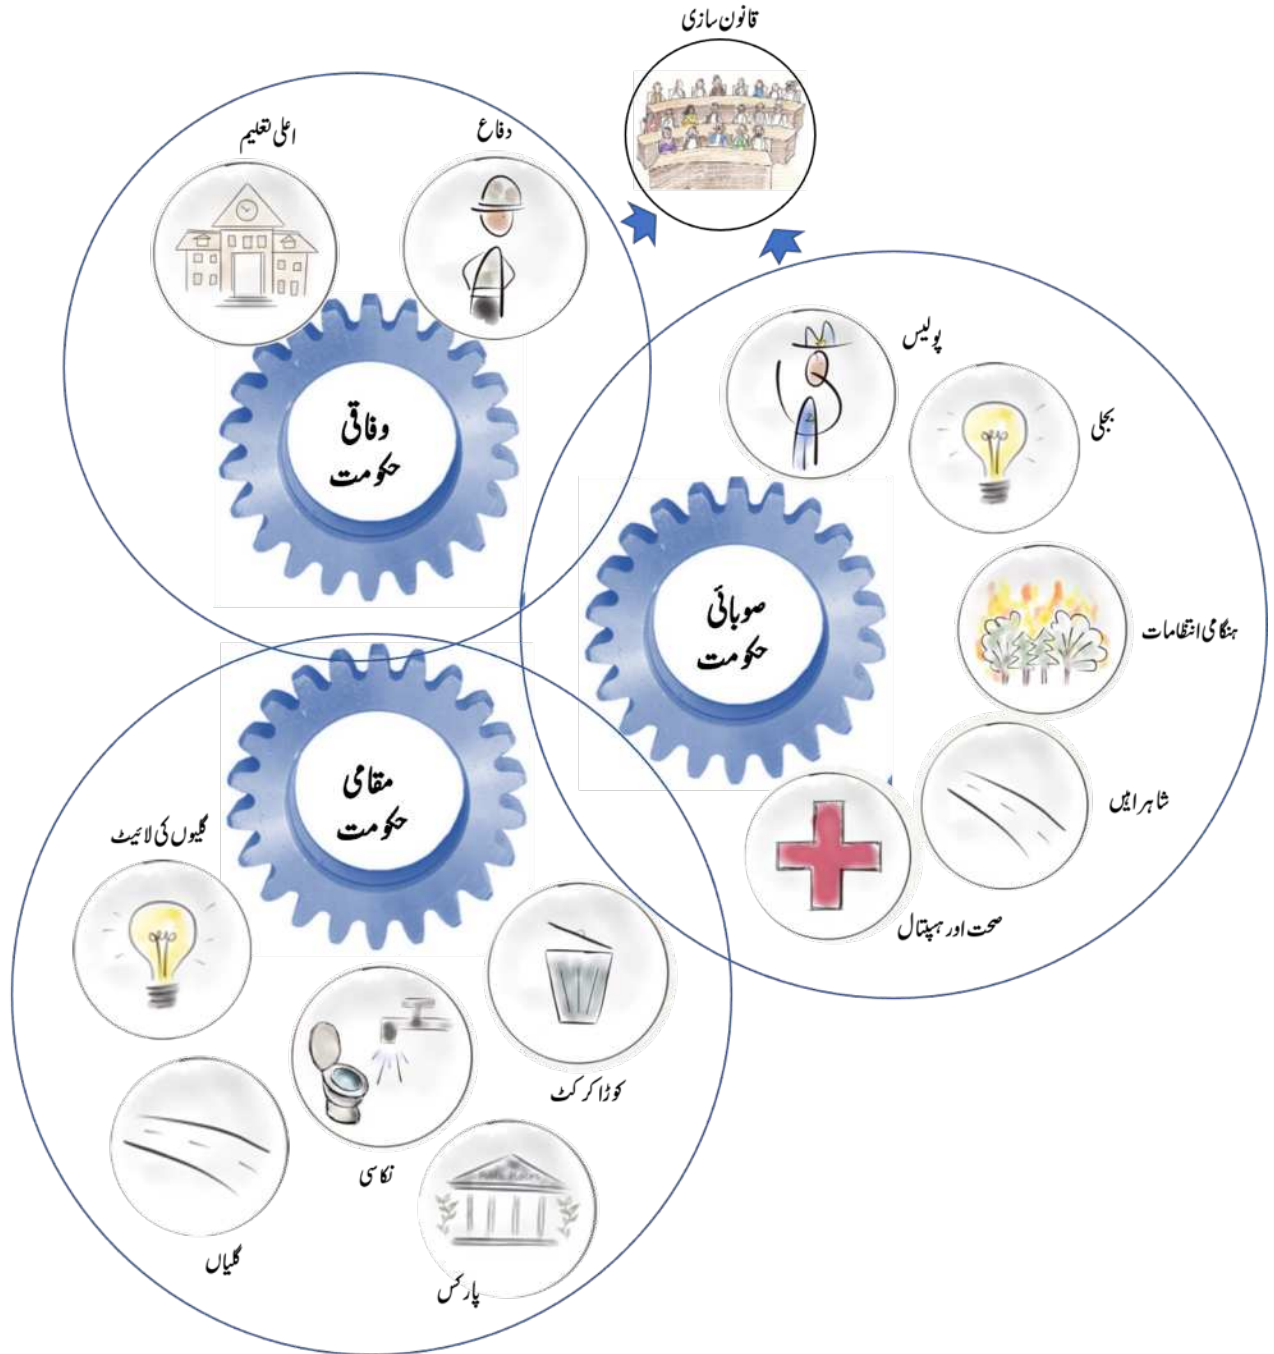 قانون سازی
دفاع
اعلی تعلیم
وفاقی
حکومت
پولیس
بجلی
ہنگامی انتظامات
شاہراہیں
صحت اور ہسپتال
صوبائی
حکومت
مقامی
حکومت
گلیوں کی لائیٹ
کوڑا کرکٹ
نکاسی
گلیاں
پارکس